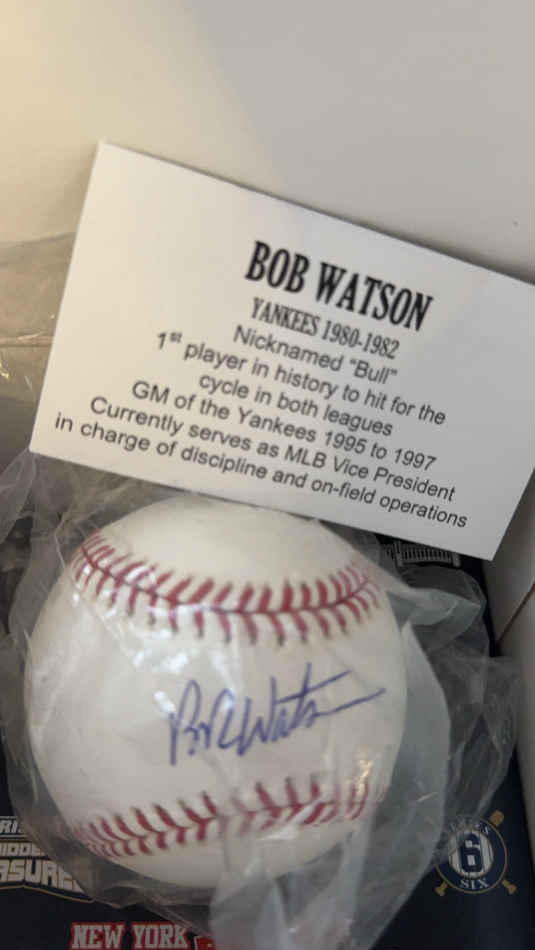 BOB WATSON
YANKEES 1980-1982
Nicknamed "Bull"
1st player in history to hit for the
cycle in both leagues
GM of the Yankees 1995 to 1997
Currently serves as MLB Vice President
in charge of discipline and on-field operations
Bob Watson
6
SIX
NEW YORK